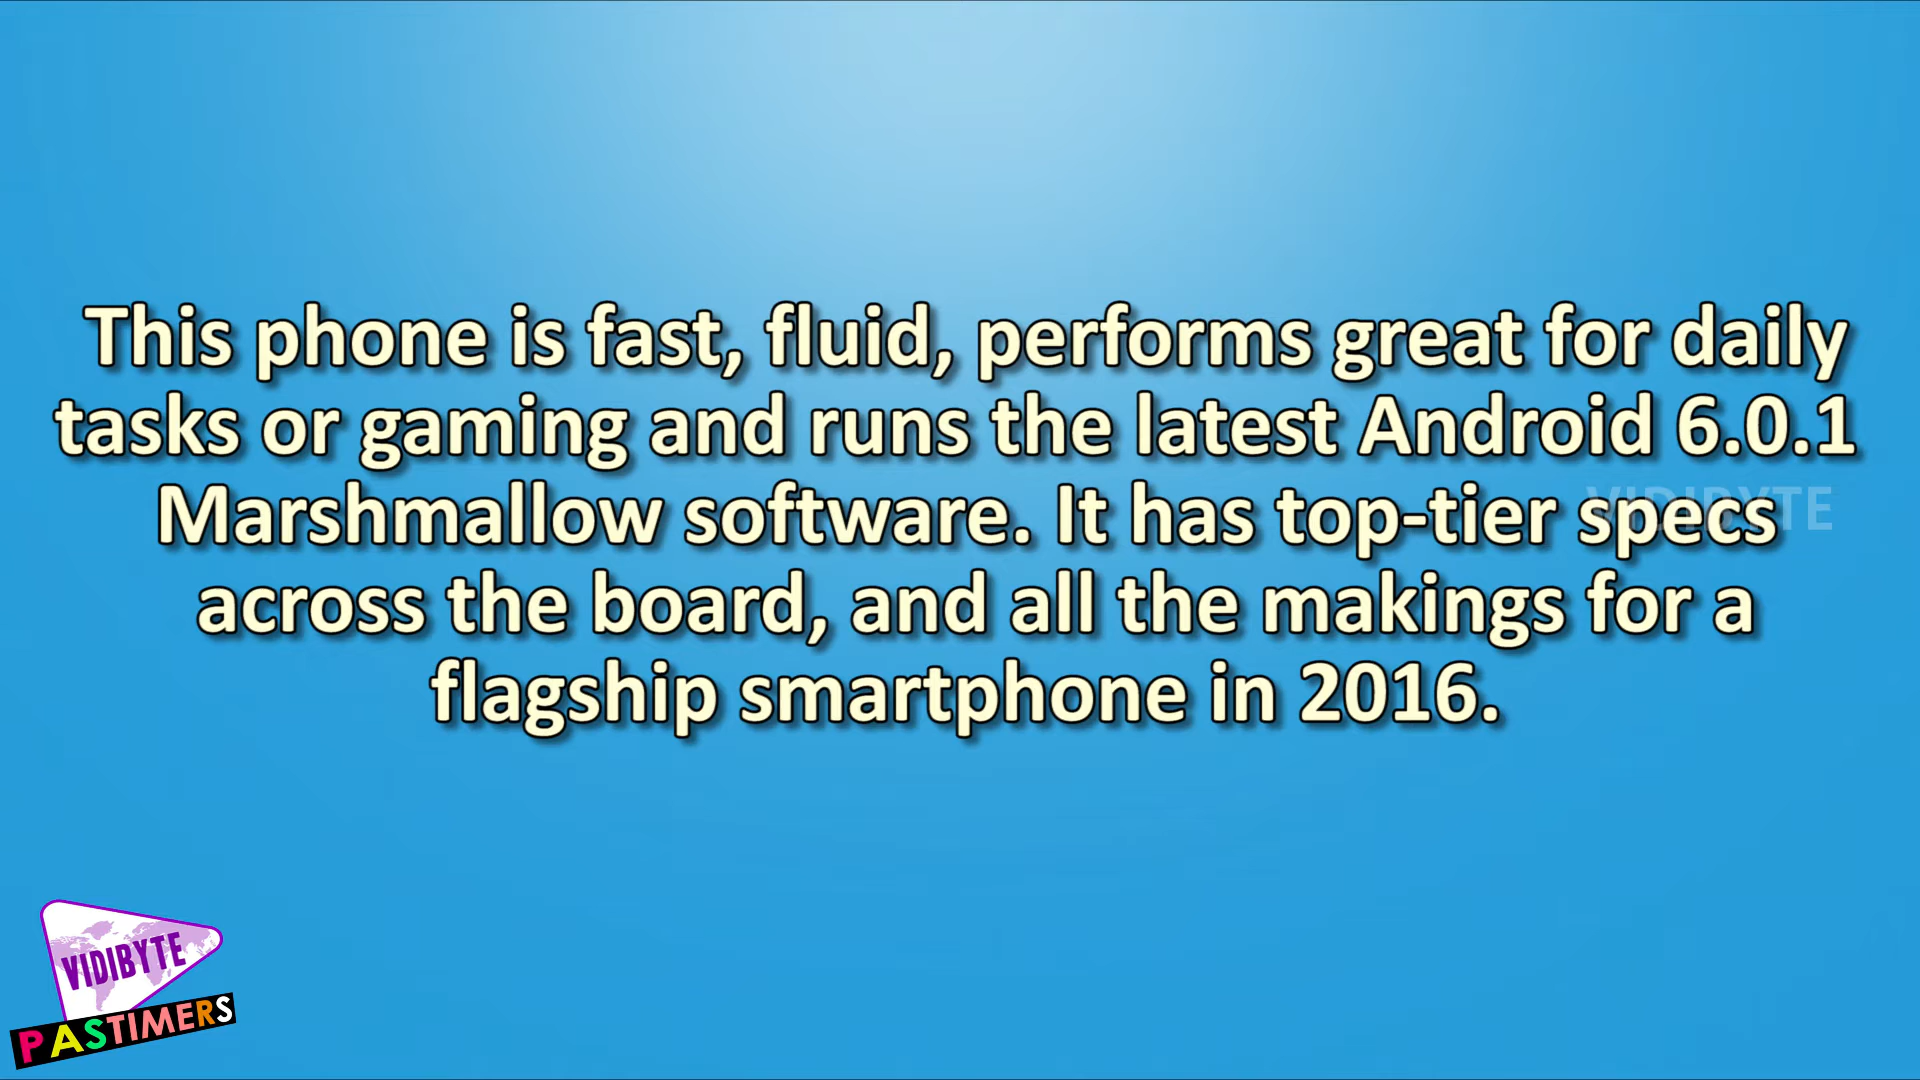 This phone is fast, fluid, performs great for daily
tasks or gaming and runs the latest Android 6.0.1
Marshmallow software. It has top-tier specs
across the board, and all the makings for a
flagship smartphone in 2016.
VIDIBYTE
VIDIBYTE
PASTIMERS